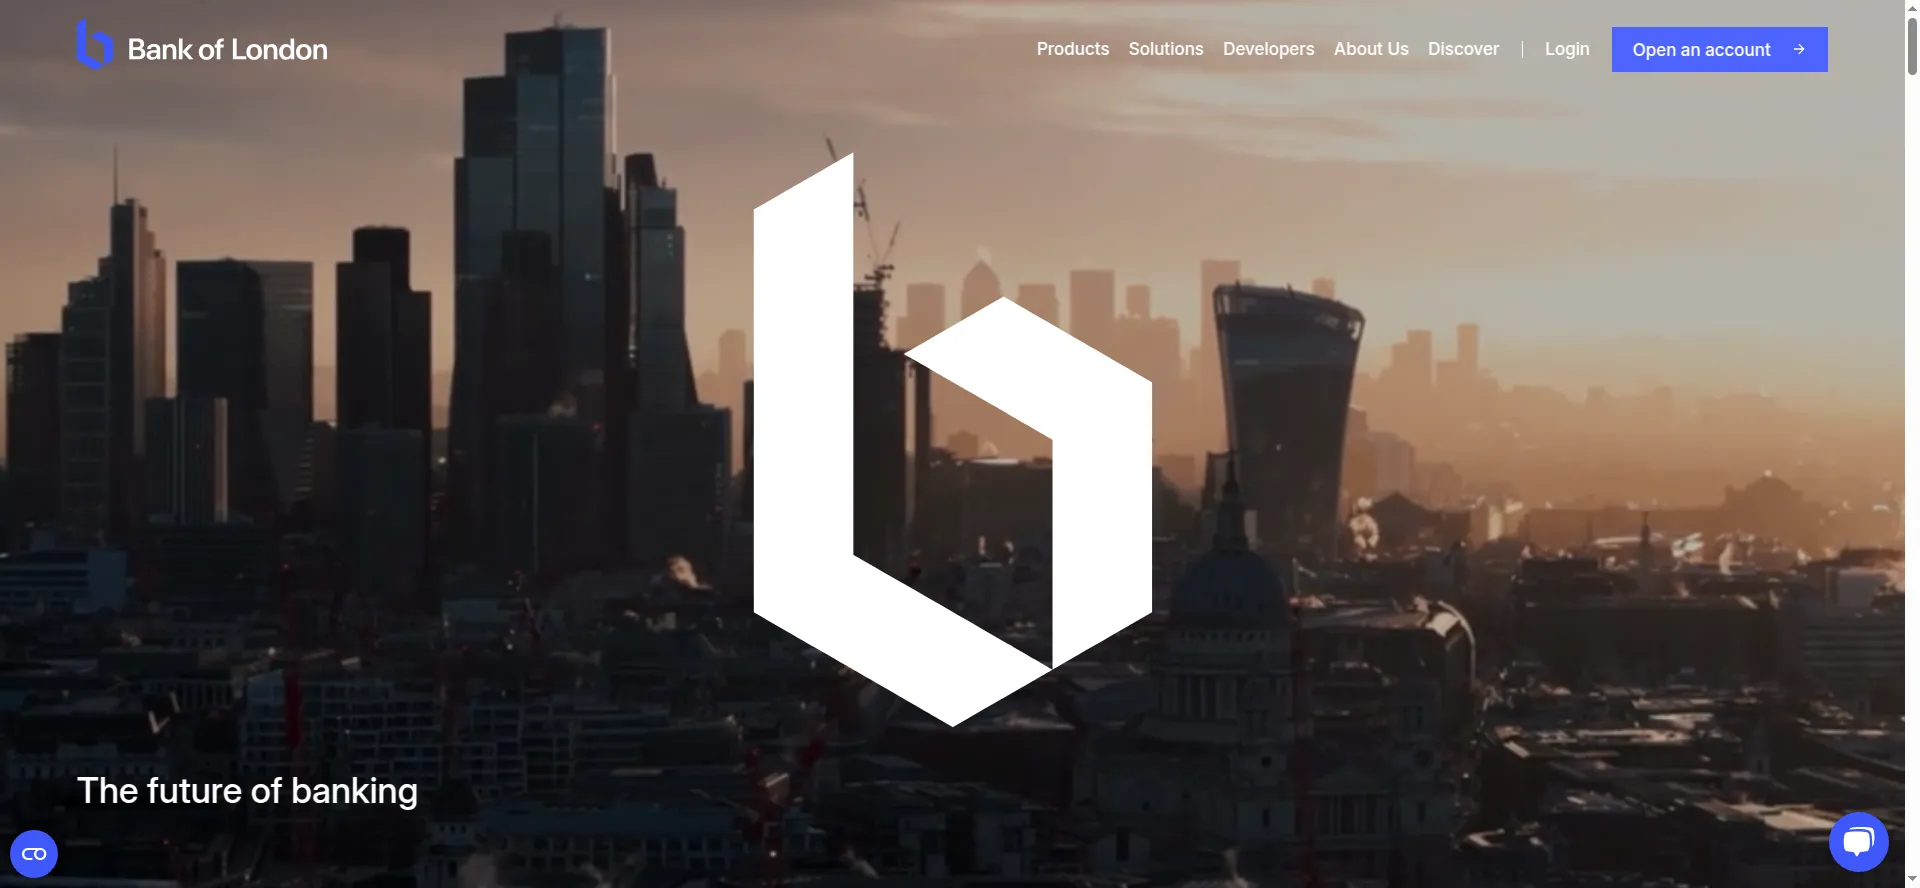 Bank of London
Products
Solutions
Developers
About Us
Discover
Login
Open an account
The future of banking